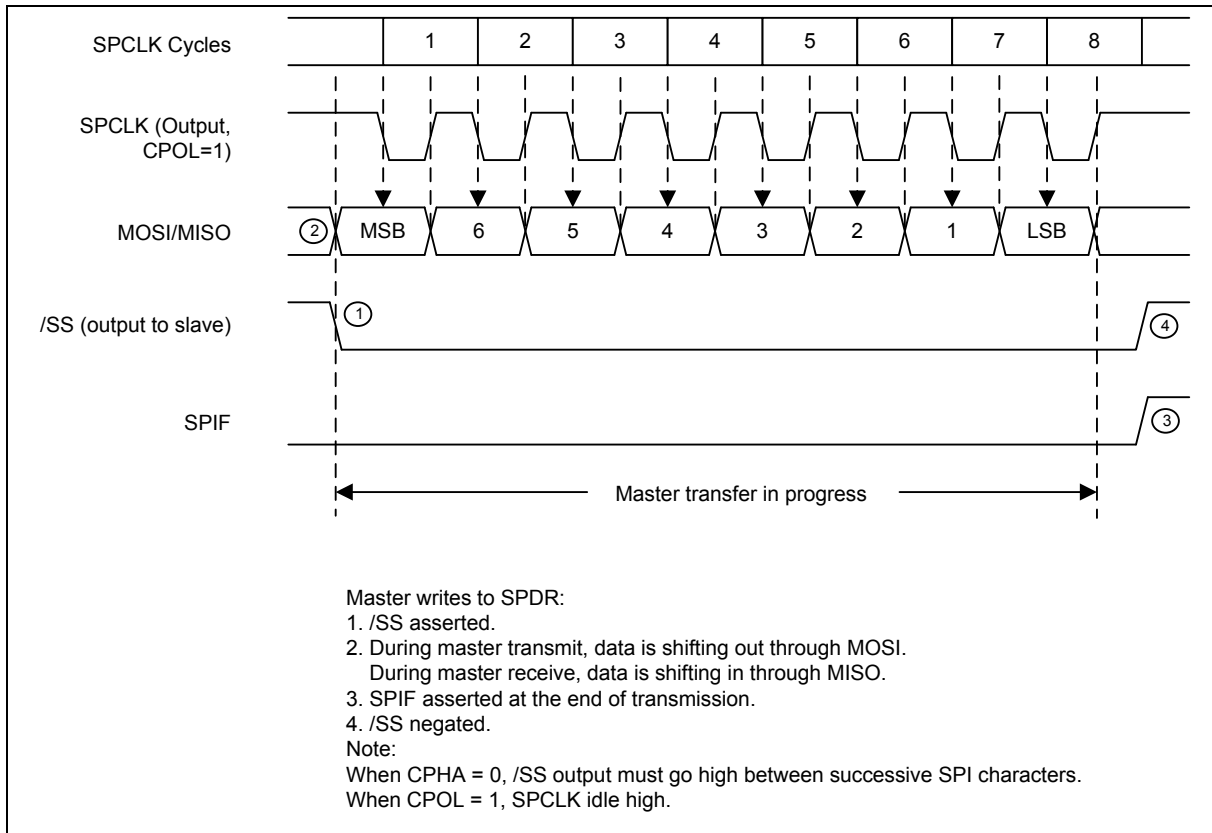 SPCLK Cycles
1 2 3 4 5 6 7 8
SPCLK (Output,
CPOL=1)
MOSI/MISO
2 MSB 6 5 4 3 2 1 LSB
/SS (output to slave)
1
4
SPIF
3
Master transfer in progress
Master writes to SPDR:
1. /SS asserted.
2. During master transmit, data is shifting out through MOSI.
During master receive, data is shifting in through MISO.
3. SPIF asserted at the end of transmission.
4. /SS negated.
Note:
When CPHA = 0, /SS output must go high between successive SPI characters.
When CPOL = 1, SPCLK idle high.